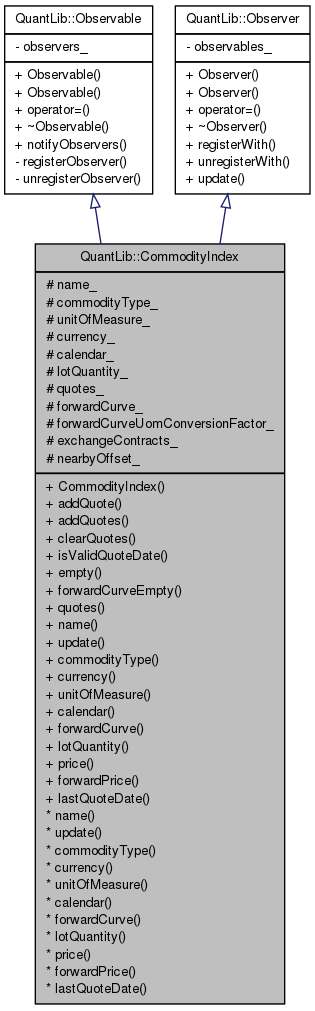 QuantLib::Observable
- observers_
+ Observable()
+ Observable()
+ operator=()
+ ~Observable()
+ notifyObservers()
- registerObserver()
- unregisterObserver()
QuantLib::Observer
- observables_
+ Observer()
+ Observer()
+ operator=()
+ ~Observer()
+ registerWith()
+ unregisterWith()
+ update()
QuantLib::CommodityIndex
# name_
# commodityType_
# unitOfMeasure_
# currency_
# calendar_
# lotQuantity_
# quotes_
# forwardCurve_
# forwardCurveUomConversionFactor_
# exchangeContracts_
# nearbyOffset_
+ CommodityIndex()
+ addQuote()
+ addQuotes()
+ clearQuotes()
+ isValidQuoteDate()
+ empty()
+ forwardCurveEmpty()
+ quotes()
+ name()
+ update()
+ commodityType()
+ currency()
+ unitOfMeasure()
+ calendar()
+ forwardCurve()
+ lotQuantity()
+ price()
+ forwardPrice()
+ lastQuoteDate()
* name()
* update()
* commodityType()
* currency()
* unitOfMeasure()
* calendar()
* forwardCurve()
* lotQuantity()
* price()
* forwardPrice()
* lastQuoteDate()